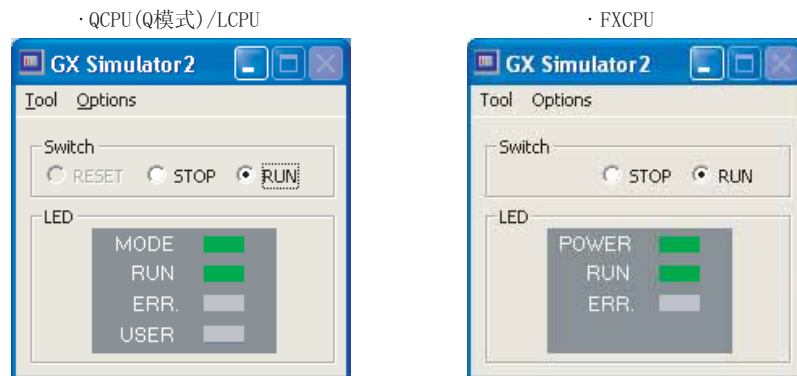 ·QCPU(Q模式)/LCPU
GX Simulator2
Tool Options
Switch
RESET STOP RUN
LED
MODE
RUN
ERR.
USER
·FXCPU
GX Simulator2
Tool Options
Switch
STOP RUN
LED
POWER
RUN
ERR.